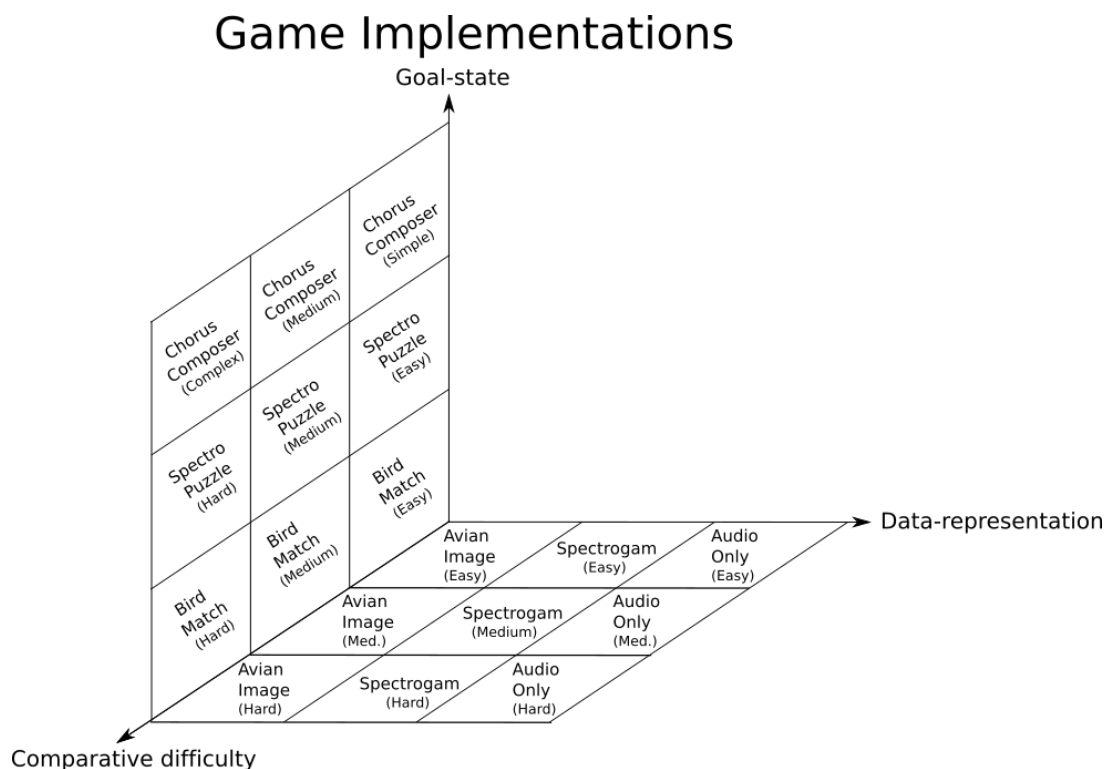 Game Implementations
Goal-state
Chorus
Composer
(Simple)
Chorus
Composer
(Medium)
Chorus
Composer
(Complex)
Spectro
Puzzle
(Easy)
Spectro
Puzzle
(Medium)
Spectro
Puzzle
(Hard)
Bird
Match
(Easy)
Bird
Match
(Medium)
Bird
Match
(Hard)
Data-representation
Avian
Image
(Easy)
Spectrogam
(Easy)
Audio
Only
(Easy)
Avian
Image
(Med.)
Spectrogam
(Medium)
Audio
Only
(Med.)
Avian
Image
(Hard)
Spectrogam
(Hard)
Audio
Only
(Hard)
Comparative difficulty